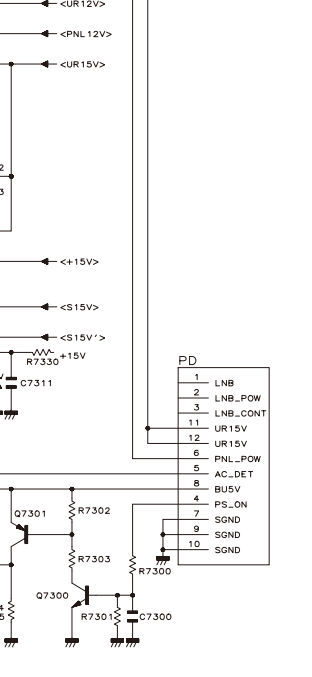 <UR12V>
<PNL12V>
<UR15V>
2
3
<+15V>
<S15V>
<S15V'>
R7330 +15V
C7311
PD
1 LNB
2 LNB_POW
3 LNB_CONT
11 UR15V
12 UR15V
6 PNL_POW
5 AC_DET
8 BU5V
4 PS_ON
7 SGND
9 SGND
10 SGND
Q7301
R7302
R7303
R7300
Q7300
R7301
C7300
4
5